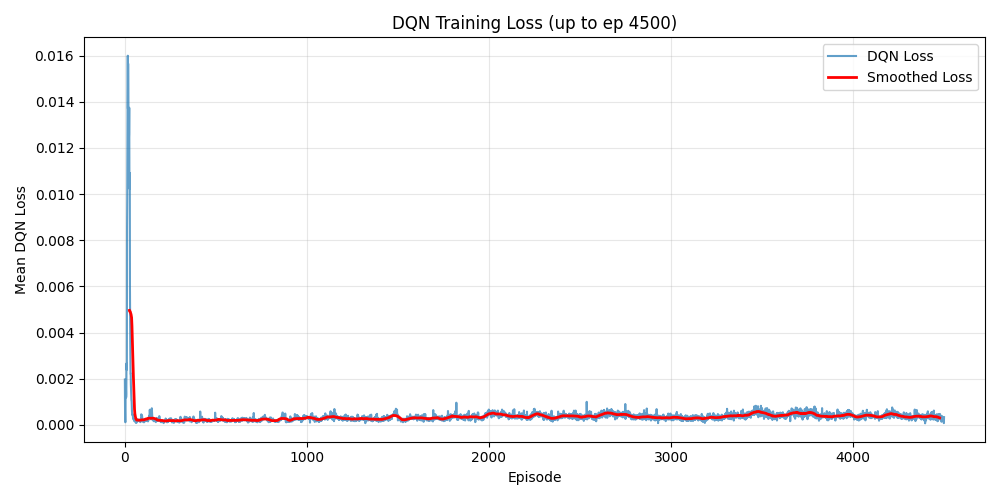 DQN Training Loss (up to ep 4500)
DQN Loss
Smoothed Loss
Mean DQN Loss
0.016
0.014
0.012
0.010
0.008
0.006
0.004
0.002
0.000
0
1000
2000
3000
4000
Episode